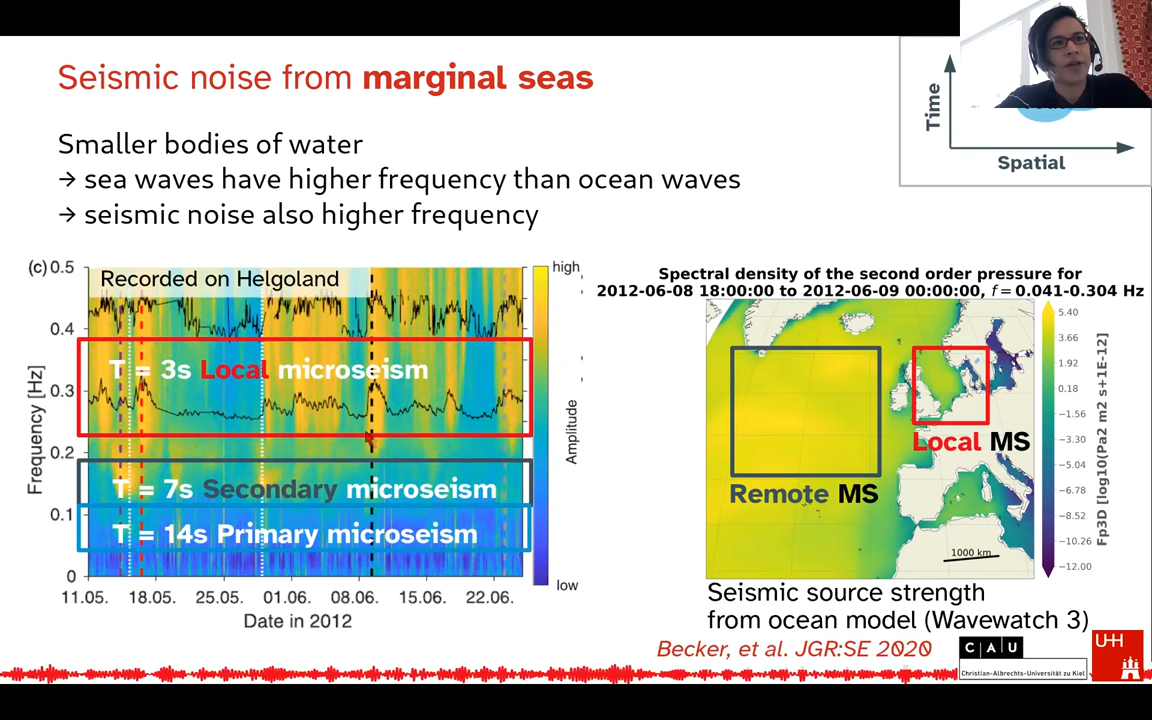 Seismic noise from marginal seas
Time
Spatial
Smaller bodies of water
→ sea waves have higher frequency than ocean waves
→ seismic noise also higher frequency
(c)
Recorded on Helgoland
0.5
0.4
0.3
0.2
0.1
0
Frequency [Hz]
T = 3s Local microseism
T = 7s Secondary microseism
T = 14s Primary microseism
11.05. 18.05. 25.05. 01.06. 08.06. 15.06. 22.06.
Date in 2012
high
Amplitude
low
Spectral density of the second order pressure for
2012-06-08 18:00:00 to 2012-06-09 00:00:00, f = 0.041-0.304 Hz
Local MS
Remote MS
1000 km
5.40
3.66
1.92
0.18
−1.56
−3.30
−5.04
−6.78
−8.52
−10.26
−12.00
Fp3D [log10(Pa2 m2 s+1E-12]
Seismic source strength
from ocean model (Wavewatch 3)
Becker, et al. JGR:SE 2020
C A U
Christian-Albrechts-Universität zu Kiel
UHH